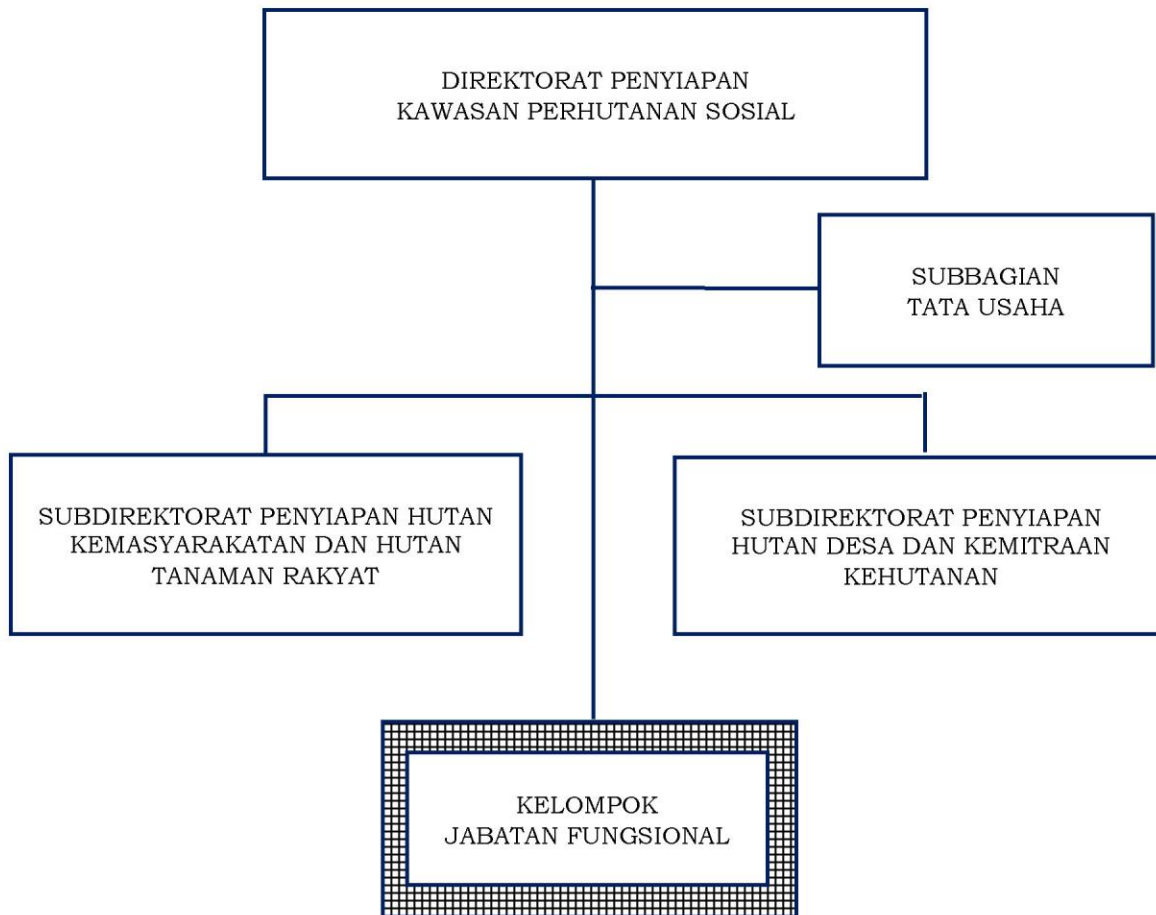 DIREKTORAT PENYIAPAN
KAWASAN PERHUTANAN SOSIAL
SUBBAGIAN
TATA USAHA
SUBDIREKTORAT PENYIAPAN HUTAN
KEMASYARAKATAN DAN HUTAN
TANAMAN RAKYAT
SUBDIREKTORAT PENYIAPAN
HUTAN DESA DAN KEMITRAAN
KEHUTANAN
KELOMPOK
JABATAN FUNGSIONAL